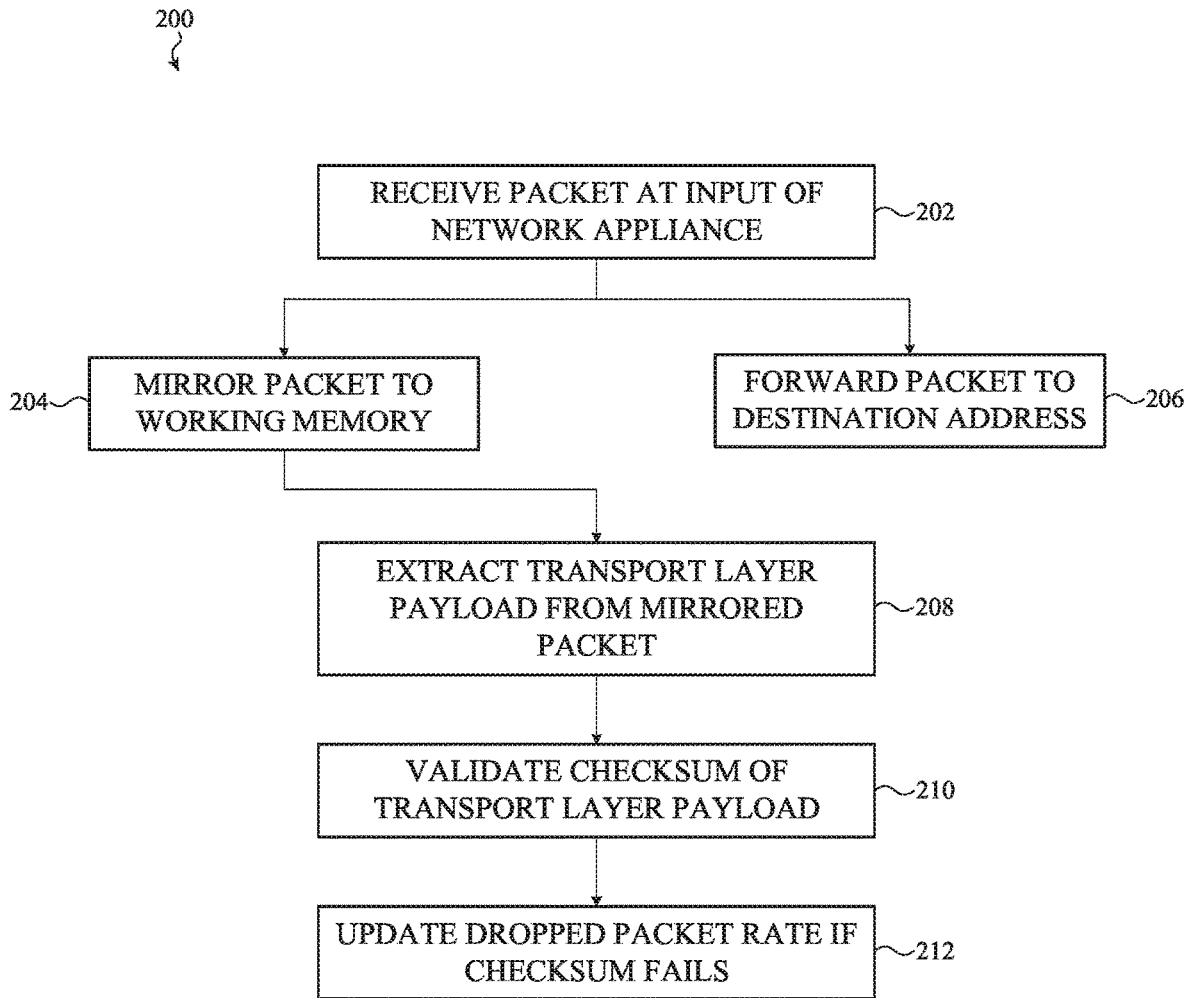 200
RECEIVE PACKET AT INPUT OF
NETWORK APPLIANCE
202
204
MIRROR PACKET TO
WORKING MEMORY
FORWARD PACKET TO
DESTINATION ADDRESS
206
EXTRACT TRANSPORT LAYER
PAYLOAD FROM MIRRORED
PACKET
208
VALIDATE CHECKSUM OF
TRANSPORT LAYER PAYLOAD
210
UPDATE DROPPED PACKET RATE IF
CHECKSUM FAILS
212